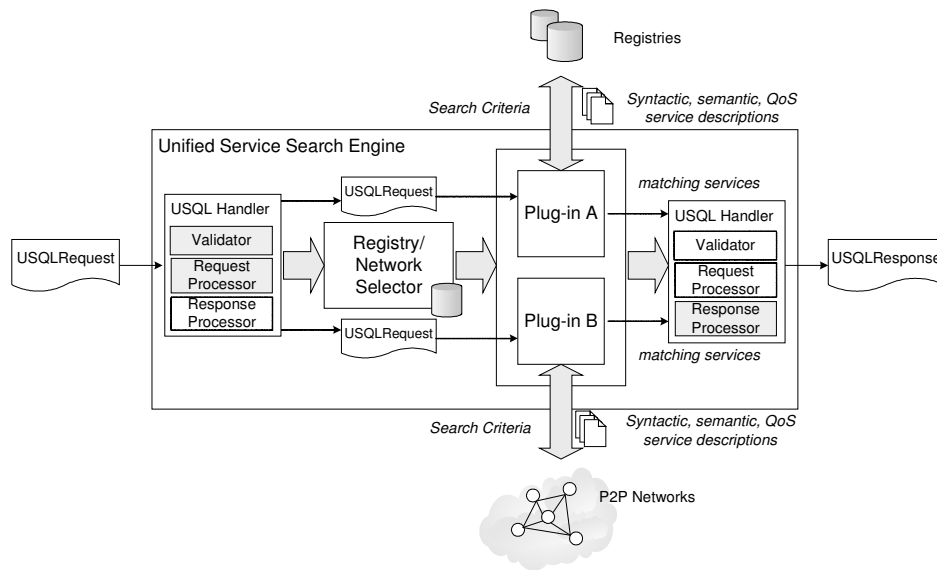 Registries
Search Criteria
Syntactic, semantic, QoS
service descriptions
Unified Service Search Engine
USQLRequest
USQL Handler
Validator
Request
Processor
Response
Processor
USQLRequest
Registry/
Network
Selector
USQLRequest
Plug-in A
Plug-in B
matching services
USQL Handler
Validator
Request
Processor
Response
Processor
matching services
USQLResponse
Search Criteria
Syntactic, semantic, QoS
service descriptions
P2P Networks